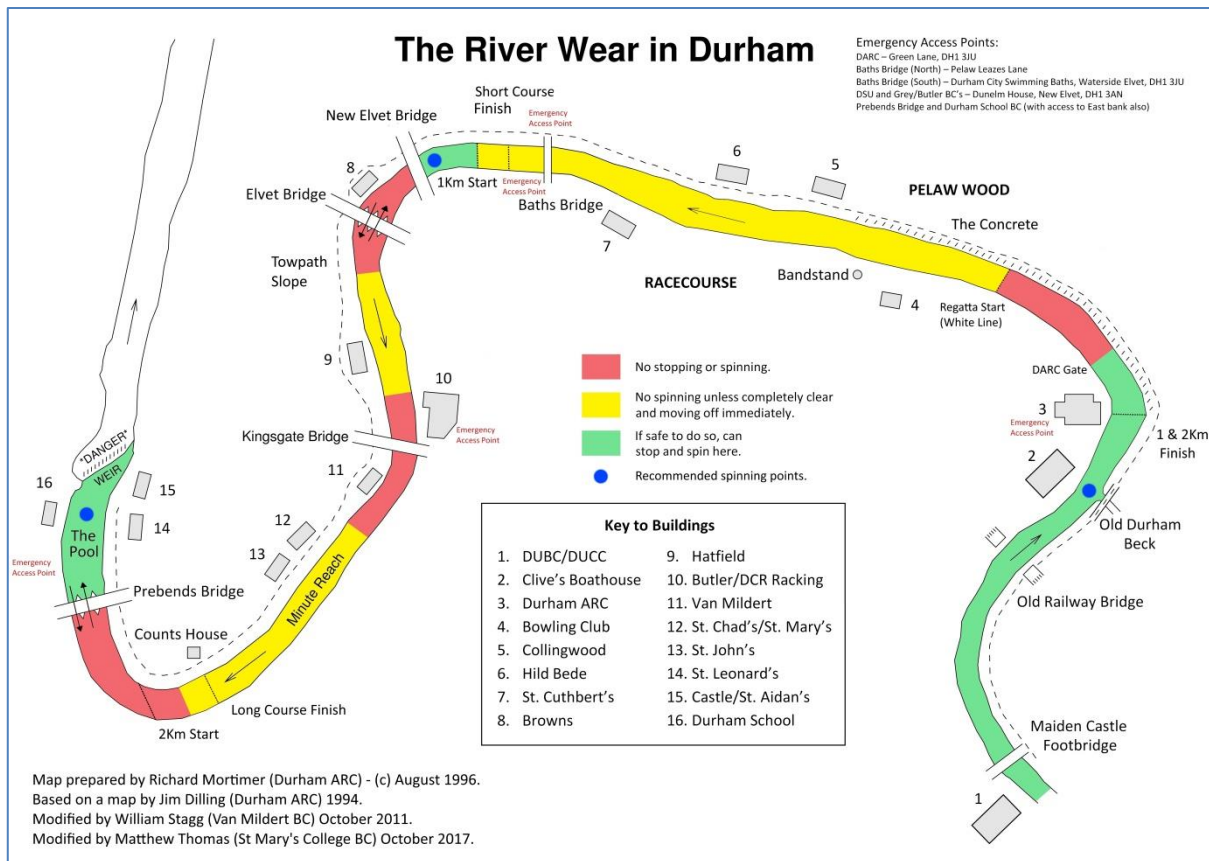 The River Wear in Durham
Emergency Access Points:
DARC – Green Lane, DH1 3JU
Baths Bridge (North) – Pelaw Leazes Lane
Baths Bridge (South) – Durham City Swimming Baths, Waterside Elvet, DH1 3JU
DSU and Grey/Butler BC's – Dunelm House, New Elvet, DH1 3AN
Prebends Bridge and Durham School BC (with access to East bank also)
Short Course
Finish
Emergency
Access Point
New Elvet Bridge
8
1Km Start
Emergency
Access Point
Baths Bridge
6
5
7
PELAW WOOD
The Concrete
Elvet Bridge
Towpath
Slope
RACECOURSE
Bandstand
4
Regatta Start
(White Line)
DARC Gate
3
Emergency
Access Point
1 & 2Km
Finish
2
Old Durham
Beck
Old Railway Bridge
Maiden Castle
Footbridge
1
9
10
Emergency
Access Point
Kingsgate Bridge
11
12
13
Minute Reach
*DANGER*
WEIR
16
15
14
The
Pool
Emergency
Access Point
Prebends Bridge
Counts House
Long Course Finish
2Km Start
No stopping or spinning.
No spinning unless completely clear
and moving off immediately.
If safe to do so, can
stop and spin here.
Recommended spinning points.
Key to Buildings
1. DUBC/DUCC
2. Clive's Boathouse
3. Durham ARC
4. Bowling Club
5. Collingwood
6. Hild Bede
7. St. Cuthbert's
8. Browns
9. Hatfield
10. Butler/DCR Racking
11. Van Mildert
12. St. Chad's/St. Mary's
13. St. John's
14. St. Leonard's
15. Castle/St. Aidan's
16. Durham School
Map prepared by Richard Mortimer (Durham ARC) - (c) August 1996.
Based on a map by Jim Dilling (Durham ARC) 1994.
Modified by William Stagg (Van Mildert BC) October 2011.
Modified by Matthew Thomas (St Mary's College BC) October 2017.